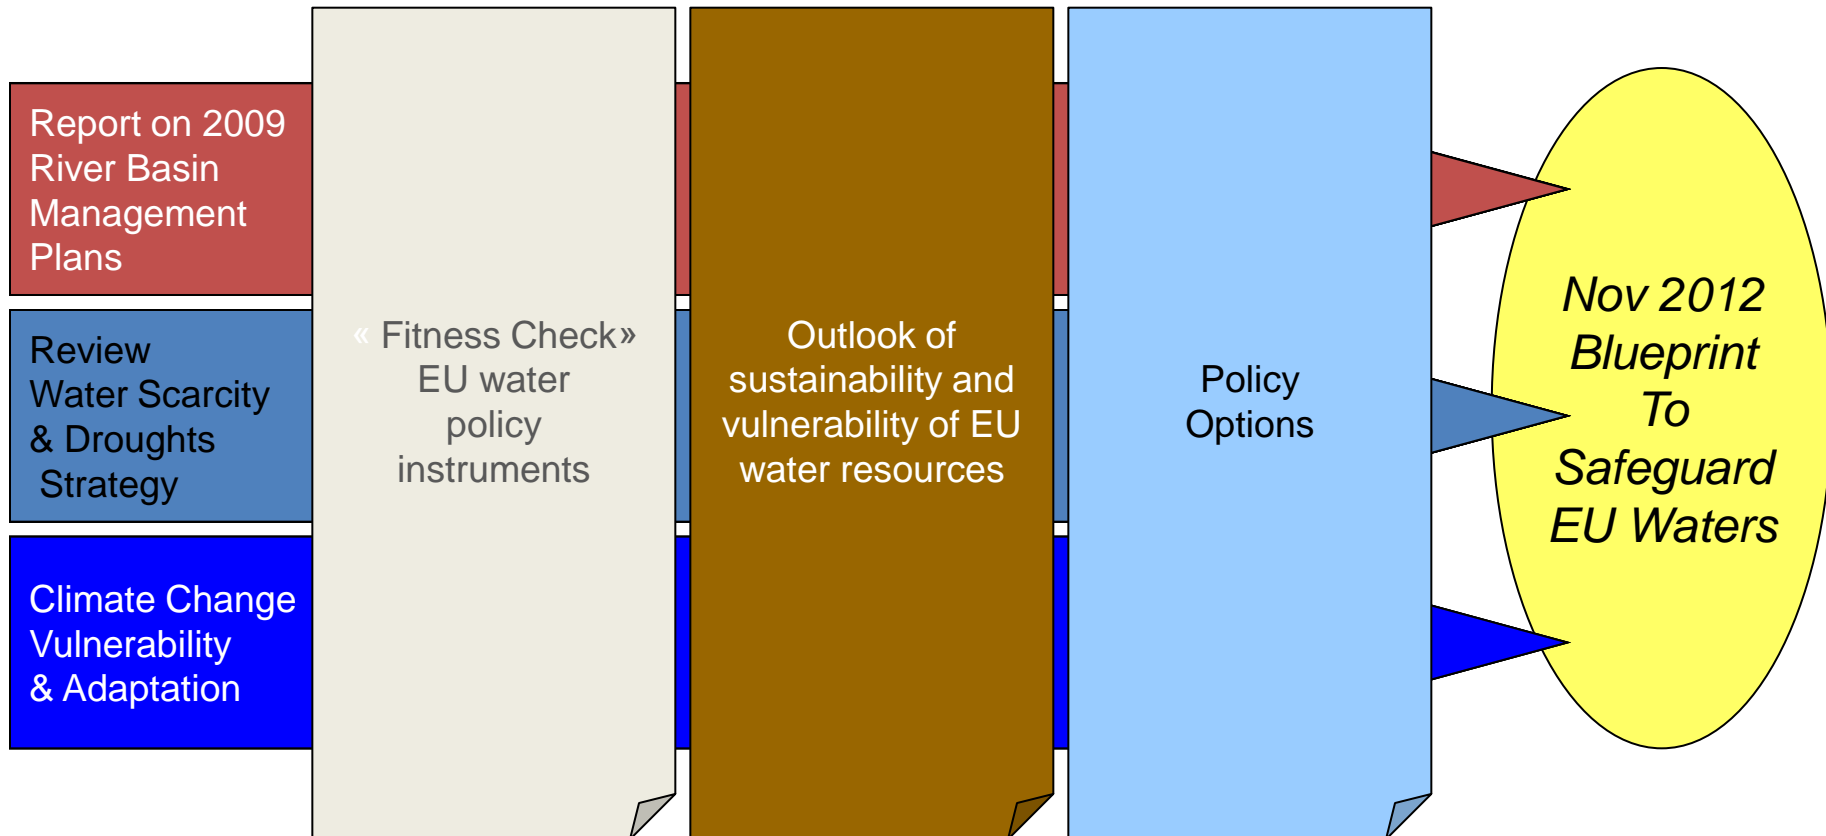 Report on 2009
River Basin
Management
Plans
Review
Water Scarcity
& Droughts
Strategy
Climate Change
Vulnerability
& Adaptation
« Fitness Check»
EU water
policy
instruments
Outlook of
sustainability and
vulnerability of EU
water resources
Policy
Options
Nov 2012
Blueprint
To
Safeguard
EU Waters